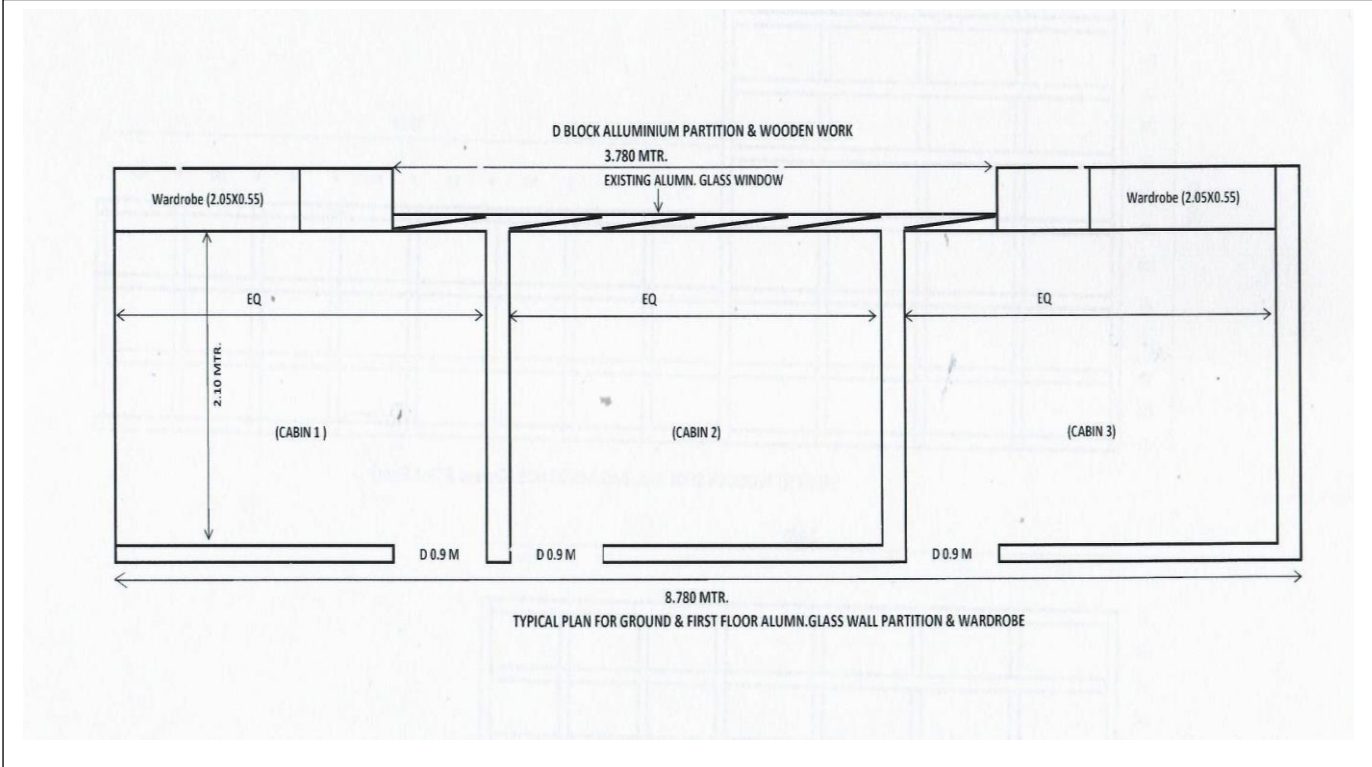 D BLOCK ALLUMINIUM PARTITION & WOODEN WORK
3.780 MTR.
EXISTING ALUMN. GLASS WINDOW
Wardrobe (2.05X0.55)
Wardrobe (2.05X0.55)
EQ
EQ
EQ
2.10 MTR.
(CABIN 1 )
(CABIN 2)
(CABIN 3)
D 0.9 M
D 0.9 M
D 0.9 M
8.780 MTR.
TYPICAL PLAN FOR GROUND & FIRST FLOOR ALUMN.GLASS WALL PARTITION & WARDROBE